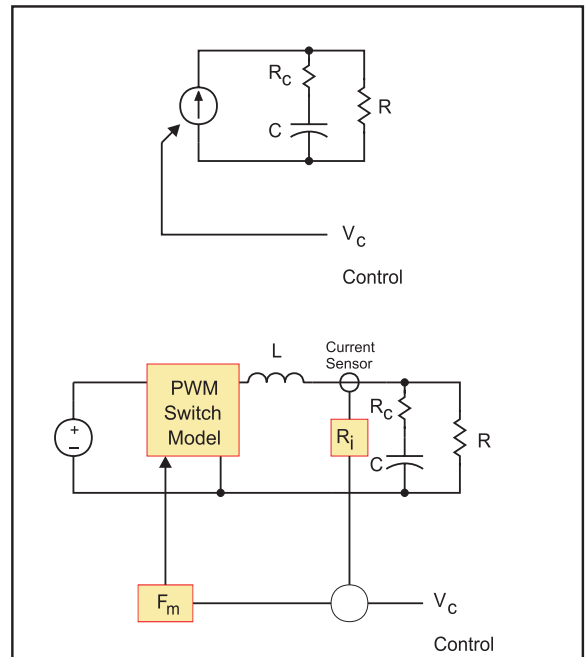 Rc
R
C
Vc
Control
L
Current
Sensor
PWM
Switch
Model
+
–
Rc
Ri
R
C
Fm
Vc
Control